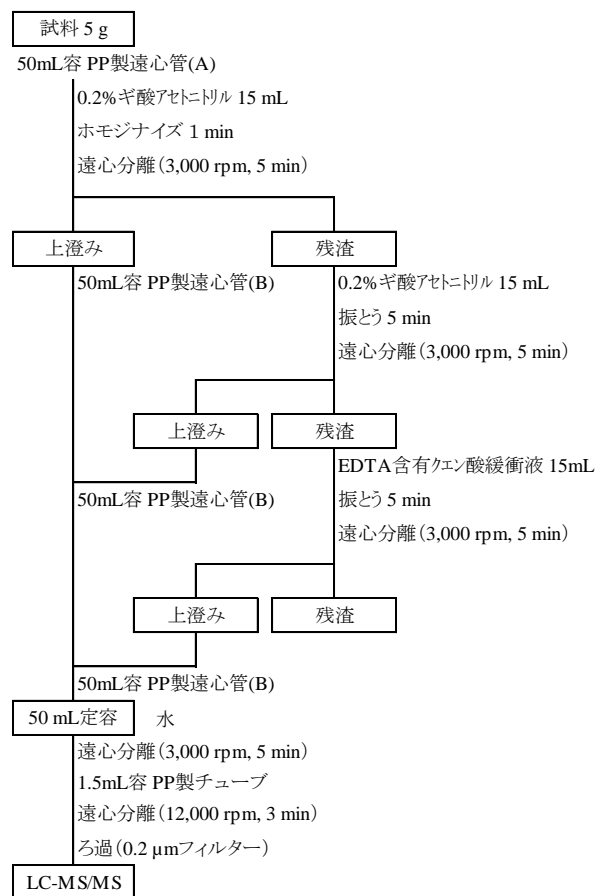 試料 5 g
50mL容 PP製遠心管(A)
0.2%ギ酸アセトニトリル 15 mL
ホモジナイズ 1 min
遠心分離(3,000 rpm, 5 min)
上澄み
残渣
50mL容 PP製遠心管(B)
0.2%ギ酸アセトニトリル 15 mL
振とう 5 min
遠心分離(3,000 rpm, 5 min)
上澄み
残渣
EDTA含有クエン酸緩衝液 15mL
50mL容 PP製遠心管(B)
振とう 5 min
遠心分離(3,000 rpm, 5 min)
上澄み
残渣
50mL容 PP製遠心管(B)
50 mL定容 水
遠心分離(3,000 rpm, 5 min)
1.5mL容 PP製チューブ
遠心分離(12,000 rpm, 3 min)
ろ過(0.2 µmフィルター)
LC-MS/MS